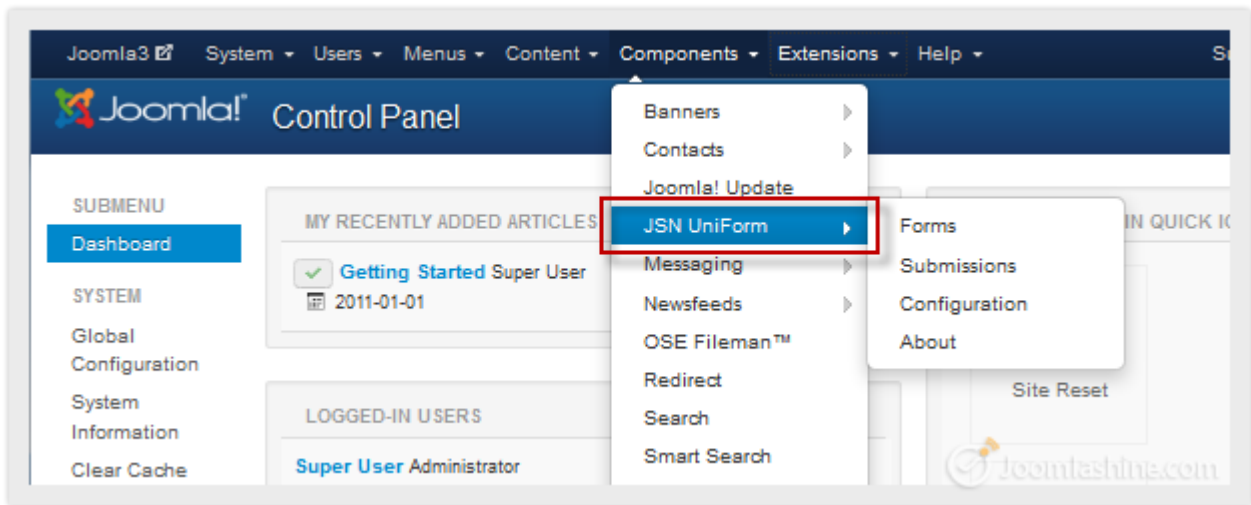 Joomla3 System Users Menus Content Components Extensions Help
Joomla! Control Panel
SUBMENU
Dashboard
SYSTEM
Global
Configuration
System
Information
Clear Cache
MY RECENTLY ADDED ARTICLES
Getting Started Super User
2011-01-01
LOGGED-IN USERS
Super User Administrator
Banners
Contacts
Joomla! Update
JSN UniForm
Messaging
Newsfeeds
OSE Fileman™
Redirect
Search
Smart Search
Forms
Submissions
Configuration
About
IN QUICK
Site Reset
Joomlashine.com